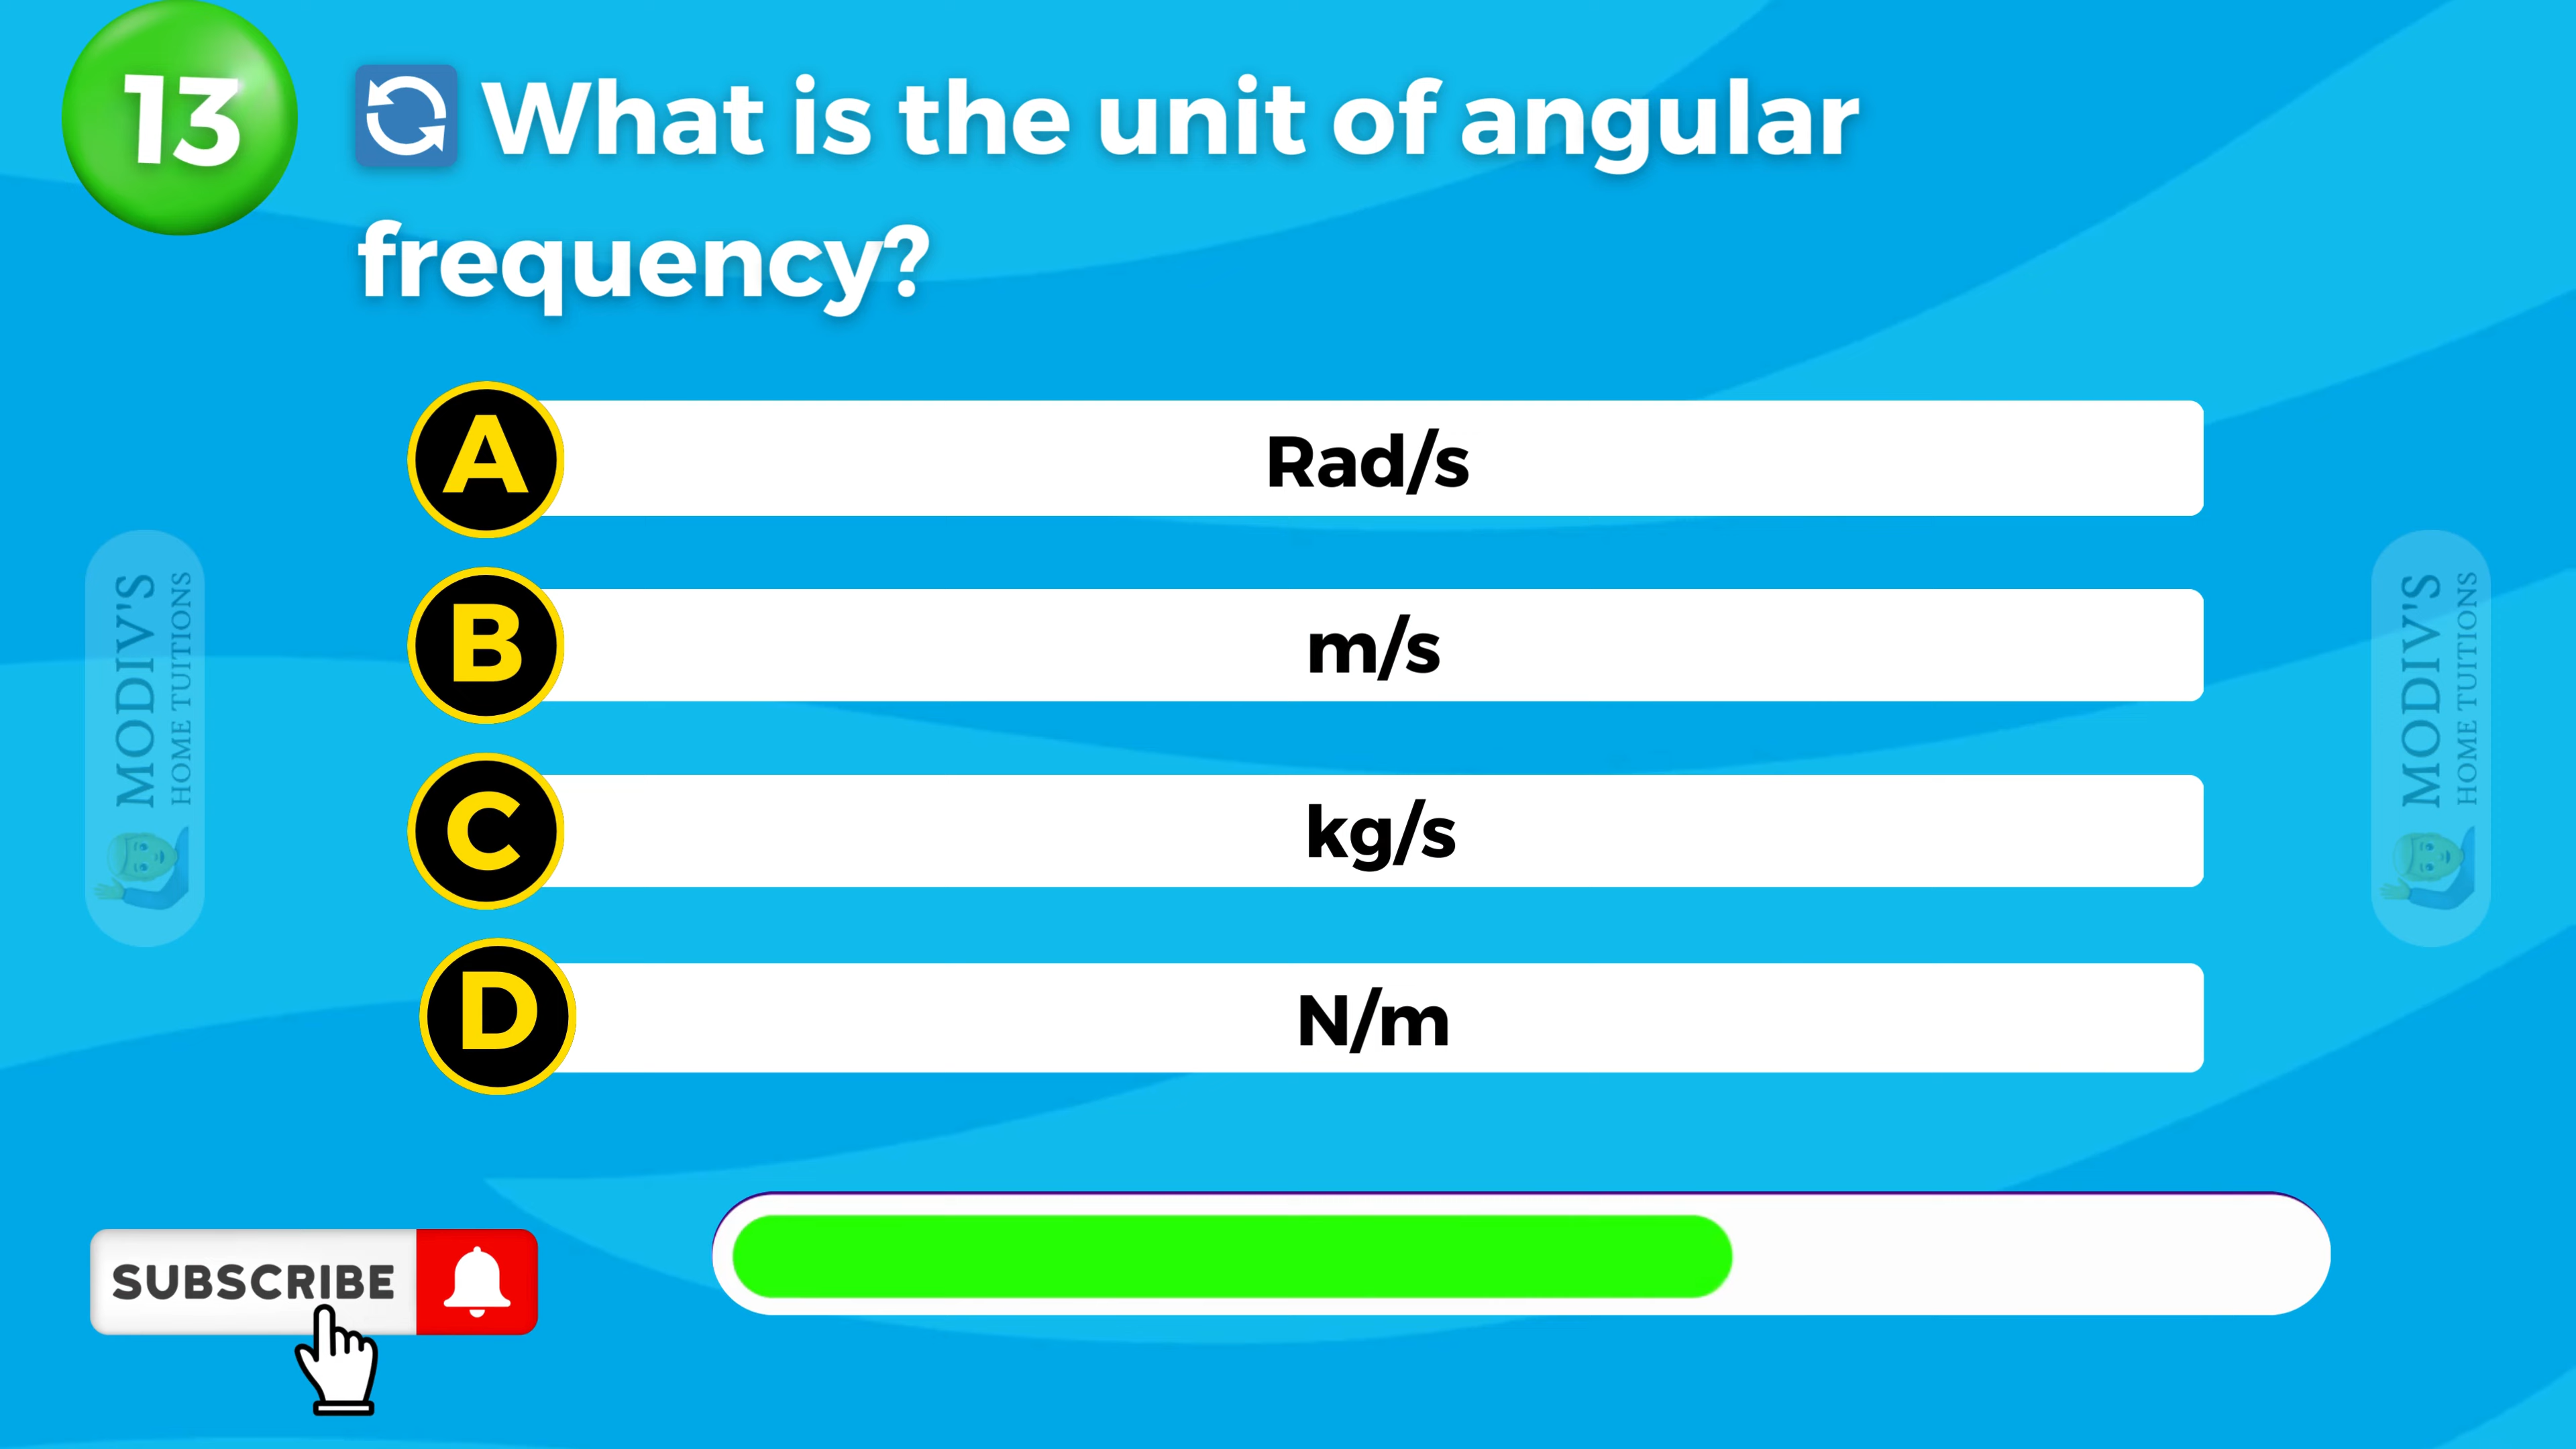 13
What is the unit of angular
frequency?
A
Rad/s
B
m/s
C
kg/s
D
N/m
MODIV'S
HOME TUITIONS
MODIV'S
HOME TUITIONS
SUBSCRIBE